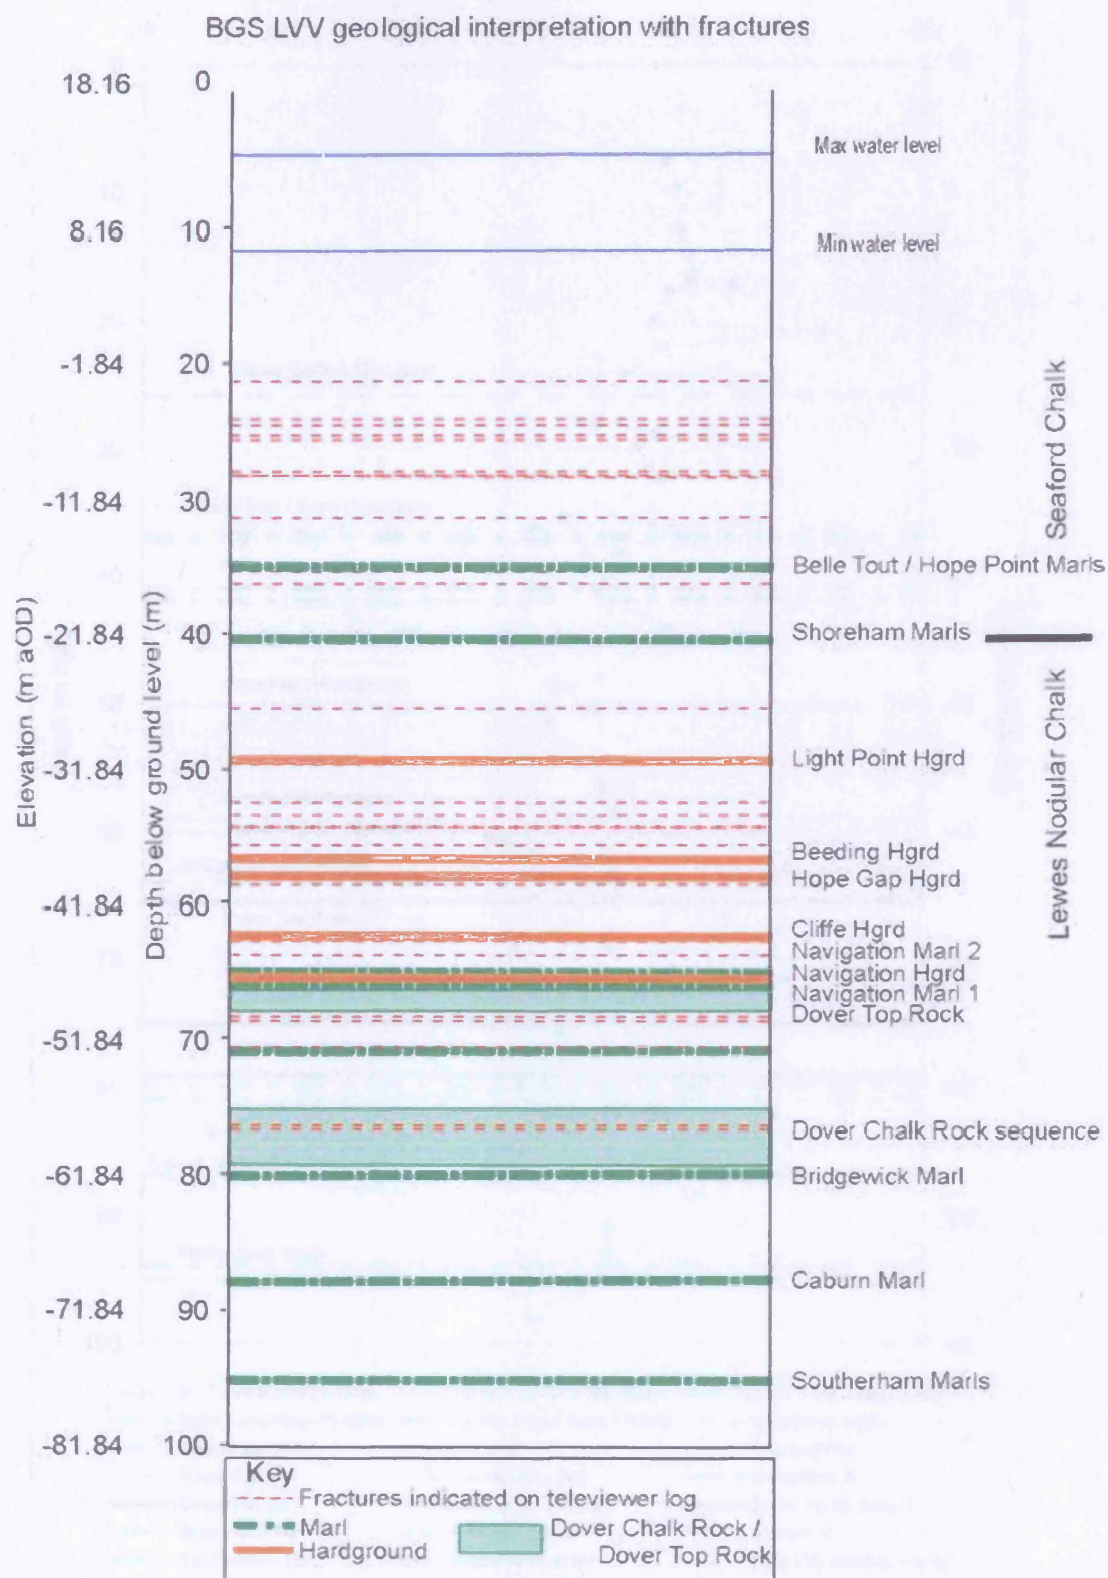 BGS LVV geological interpretation with fractures
18.16 0
Max water level
8.16 10
Min water level
-1.84 20
-11.84 30
Seaford Chalk
Belle Tout / Hope Point Marls
-21.84 40
Shoreham Marls
Elevation (m aOD)
Depth below ground level (m)
Lewes Nodular Chalk
-31.84 50
Light Point Hgrd
Beeding Hgrd
Hope Gap Hgrd
-41.84 60
Cliffe Hgrd
Navigation Marl 2
Navigation Hgrd
Navigation Marl 1
Dover Top Rock
-51.84 70
Dover Chalk Rock sequence
-61.84 80
Bridgewick Marl
Caburn Marl
-71.84 90
Southerham Marls
-81.84 100
Key
Fractures indicated on televiewer log
Marl
Hardground
Dover Chalk Rock /
Dover Top Rock